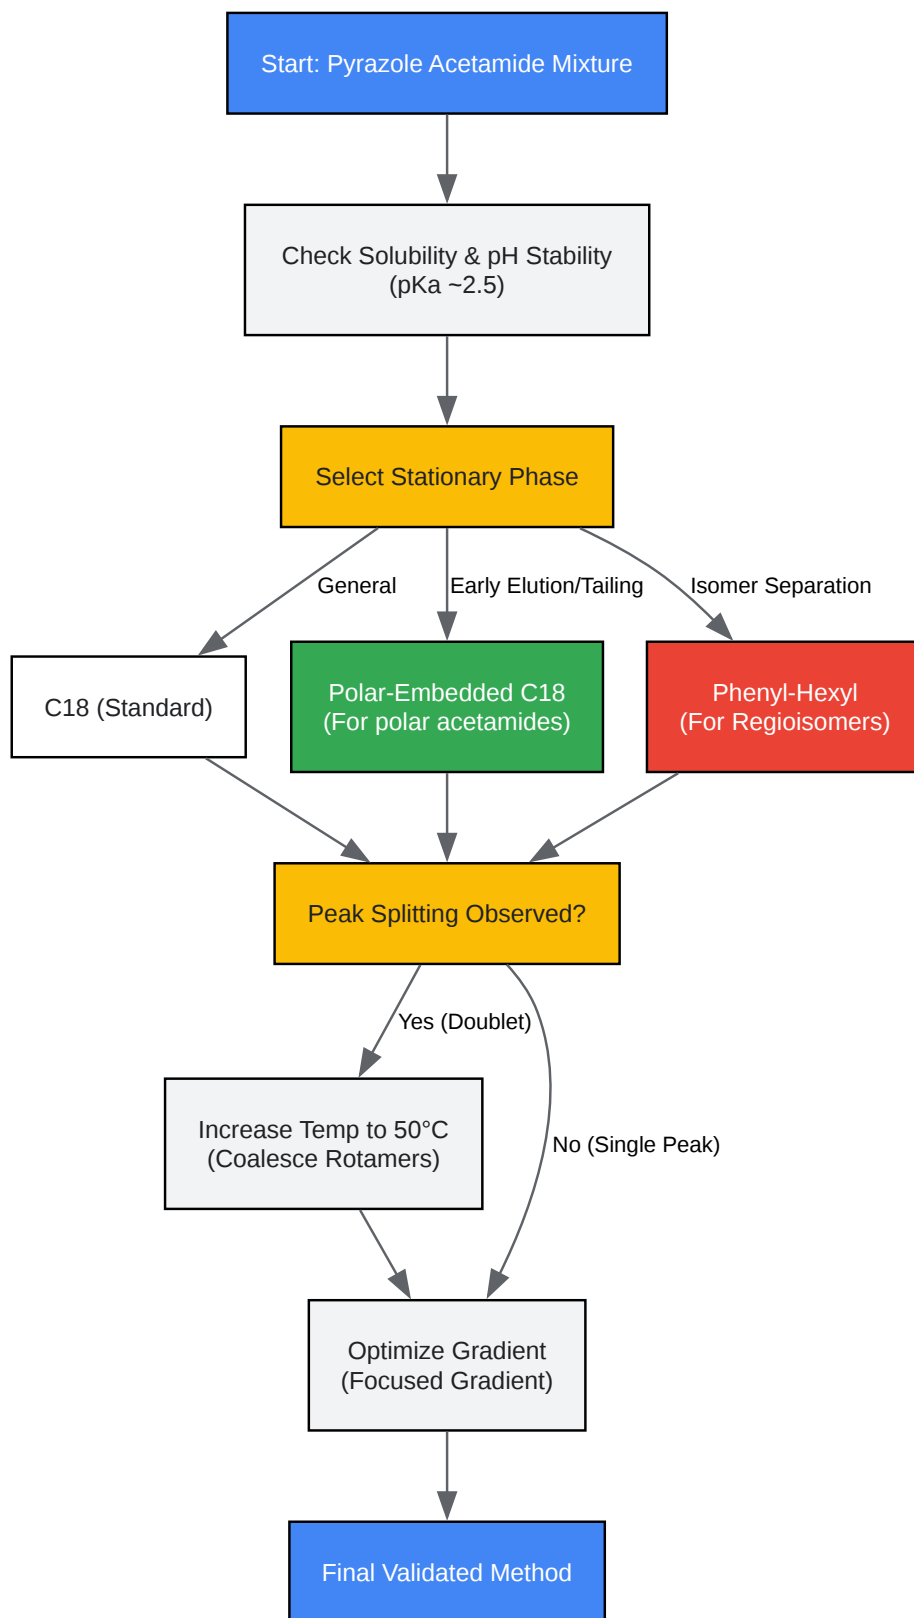 Start: Pyrazole Acetamide Mixture
Check Solubility & pH Stability
(pKa ~2.5)
Select Stationary Phase
General
Early Elution/Tailing
Isomer Separation
C18 (Standard)
Polar-Embedded C18
(For polar acetamides)
Phenyl-Hexyl
(For Regioisomers)
Peak Splitting Observed?
Yes (Doublet)
Increase Temp to 50°C
(Coalesce Rotamers)
No (Single Peak)
Optimize Gradient
(Focused Gradient)
Final Validated Method